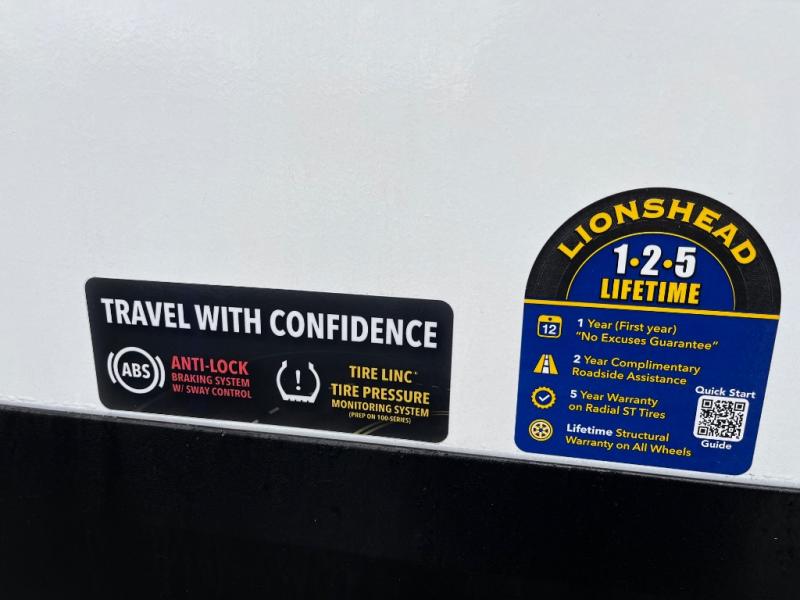 TRAVEL WITH CONFIDENCE
ABS
ANTI-LOCK
BRAKING SYSTEM
W/ SWAY CONTROL
!
TIRE LINC
TIRE PRESSURE
MONITORING SYSTEM
(PREP ON 100-SERIES)
LIONSHEAD
1•2•5
LIFETIME
12
1 Year (First year)
"No Excuses Guarantee"
2 Year Complimentary
Roadside Assistance
5 Year Warranty
on Radial ST Tires
Lifetime Structural
Warranty on All Wheels
Quick Start
Guide